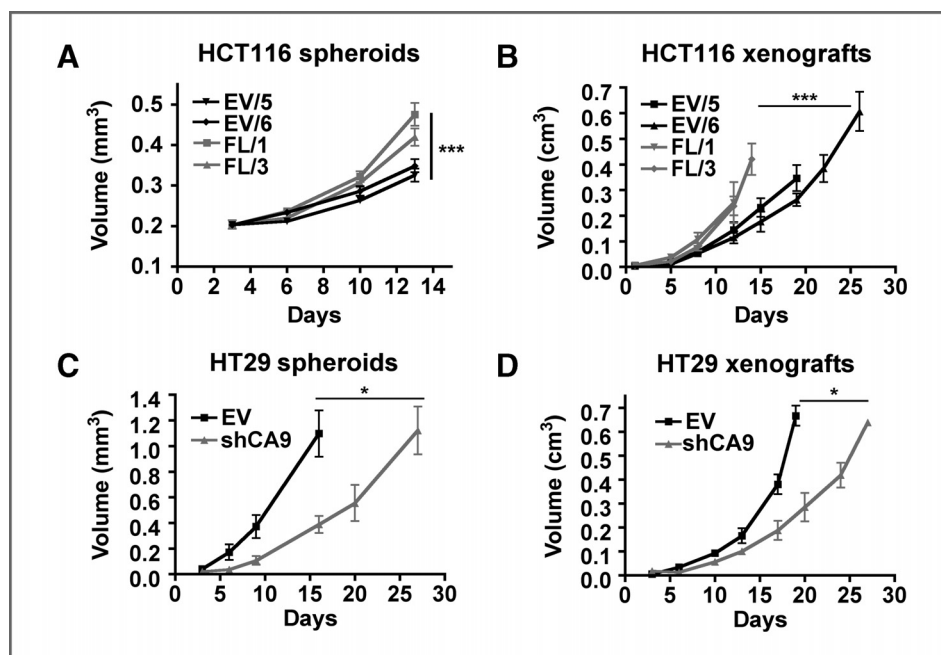 A
HCT116 spheroids
EV/5
EV/6
FL/1
FL/3
***
Volume (mm³)
0.5
0.4
0.3
0.2
0.1
0 2 4 6 8 10 12 14
Days
B
HCT116 xenografts
EV/5
EV/6
FL/1
FL/3
***
Volume (cm³)
0.7
0.6
0.5
0.4
0.3
0.2
0.1
0.0
0 5 10 15 20 25 30
Days
C
HT29 spheroids
EV
shCA9
*
Volume (mm³)
1.4
1.2
1.0
0.8
0.6
0.4
0.2
0.0
0 5 10 15 20 25 30
Days
D
HT29 xenografts
EV
shCA9
*
Volume (cm³)
0.7
0.6
0.5
0.4
0.3
0.2
0.1
0.0
0 5 10 15 20 25 30
Days